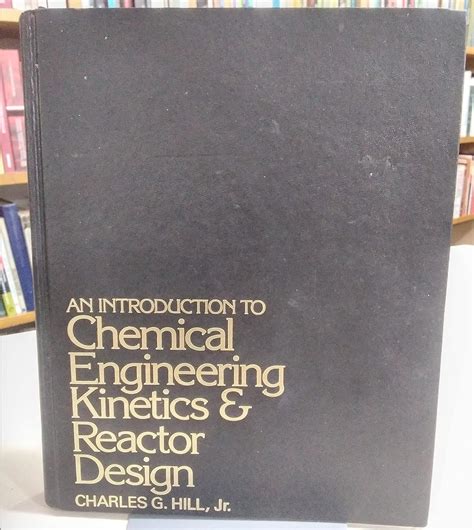 AN INTRODUCTION TO
Chemical
Engineering
Kinetics &
Reactor
Design
CHARLES G. HILL, Jr.